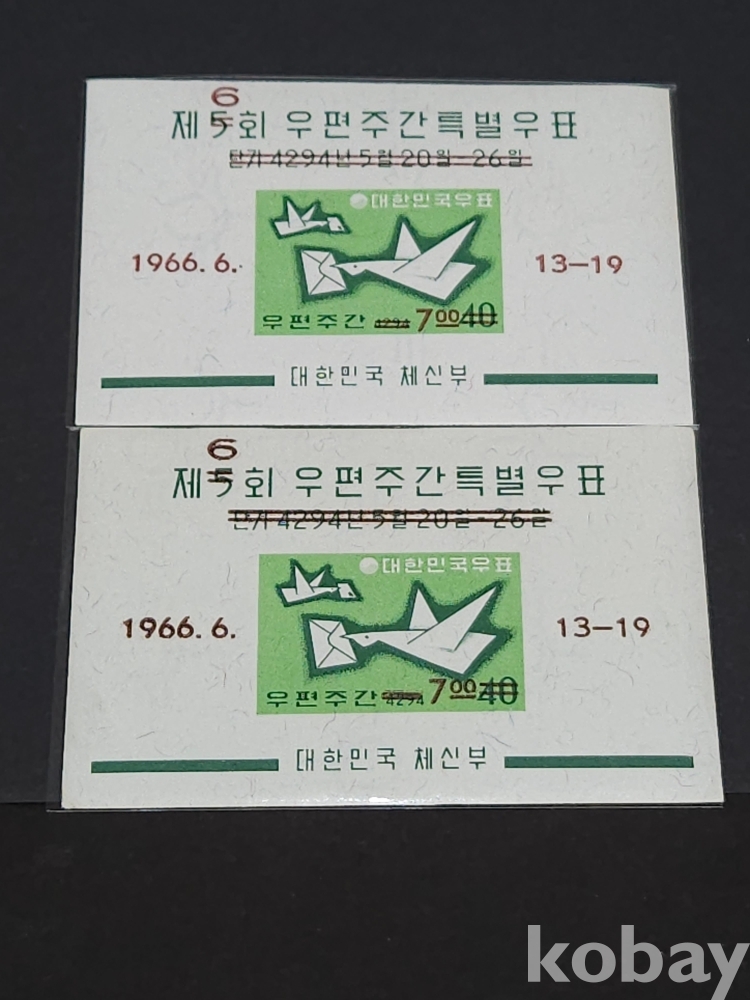 6
제5회 우편주간특별우표
단기 4294년 5월 20일-26일
대한민국우표
1966. 6. 13-19
우편주간 4294 7 00 40
대한민국 체신부
6
제5회 우편주간특별우표
단기 4294년 5월 20일-26일
대한민국우표
1966. 6. 13-19
우편주간 4294 7 00 40
대한민국 체신부
kobay